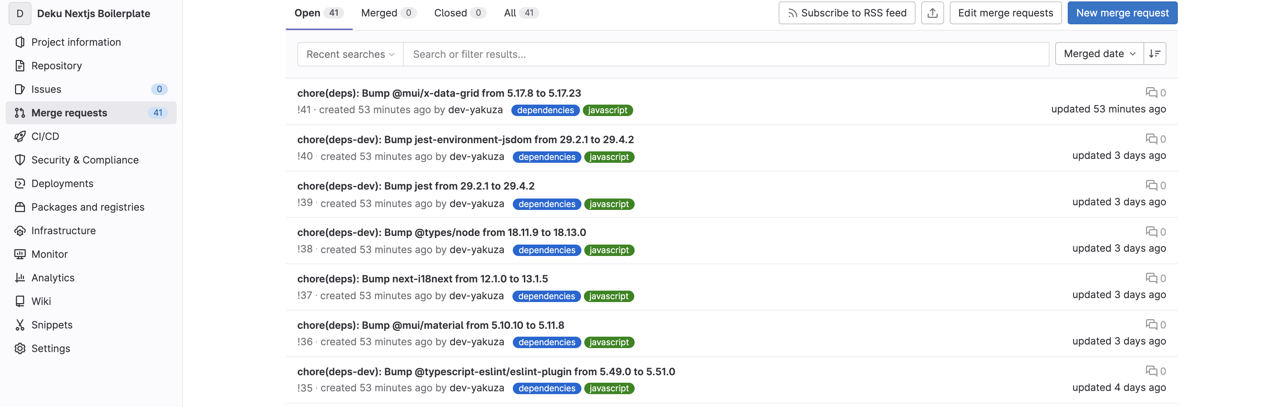 D Deku Nextjs Boilerplate
Project information
Repository
Issues 0
Merge requests 41
CI/CD
Security & Compliance
Deployments
Packages and registries
Infrastructure
Monitor
Analytics
Wiki
Snippets
Settings
Open 41 Merged 0 Closed 0 All 41 Subscribe to RSS feed Edit merge requests New merge request
Recent searches Search or filter results... Merged date
chore(deps): Bump @mui/x-data-grid from 5.17.8 to 5.17.23 0
!41 · created 53 minutes ago by dev-yakuza dependencies javascript updated 53 minutes ago
chore(deps-dev): Bump jest-environment-jsdom from 29.2.1 to 29.4.2 0
!40 · created 53 minutes ago by dev-yakuza dependencies javascript updated 3 days ago
chore(deps-dev): Bump jest from 29.2.1 to 29.4.2 0
!39 · created 53 minutes ago by dev-yakuza dependencies javascript updated 3 days ago
chore(deps-dev): Bump @types/node from 18.11.9 to 18.13.0 0
!38 · created 53 minutes ago by dev-yakuza dependencies javascript updated 3 days ago
chore(deps): Bump next-i18next from 12.1.0 to 13.1.5 0
!37 · created 53 minutes ago by dev-yakuza dependencies javascript updated 3 days ago
chore(deps): Bump @mui/material from 5.10.10 to 5.11.8 0
!36 · created 53 minutes ago by dev-yakuza dependencies javascript updated 3 days ago
chore(deps-dev): Bump @typescript-eslint/eslint-plugin from 5.49.0 to 5.51.0 0
!35 · created 53 minutes ago by dev-yakuza dependencies javascript updated 4 days ago